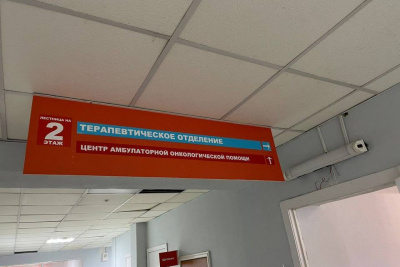 ЛЕСТНИЦА НА
2
ЭТАЖ
ТЕРАПЕВТИЧЕСКОЕ ОТДЕЛЕНИЕ
ЦЕНТР АМБУЛАТОРНОЙ ОНКОЛОГИЧЕСКОЙ ПОМОЩИ